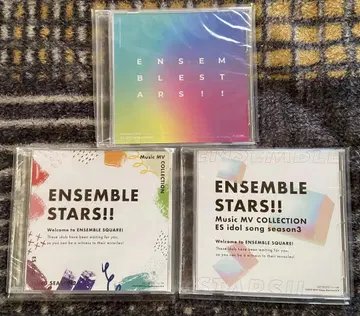 ENSEM
BLEST
ARS!!
Music MV
COLLECTION
ENSEMBLE
STARS!!
Welcome to ENSEMBLE SQUARE!
These idols have been waiting for you,
so you can be a witness to their miracles!
ENSEMBLE
ENSEMBLE
STARS!!
Music MV COLLECTION
ES idol song season3
Welcome to ENSEMBLE SQUARE!
These idols have been waiting for you,
so you can be a witness to their miracles!
STARS!!